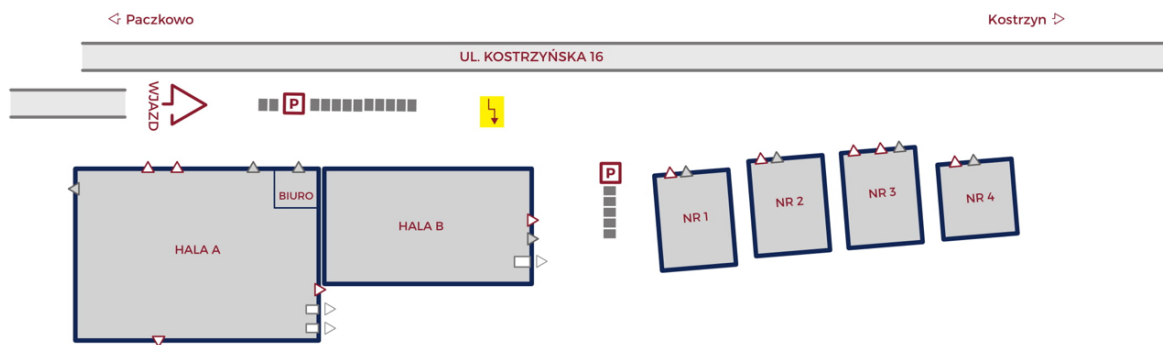 Paczkowo
Kostrzyn
UL. KOSTRZYŃSKA 16
WJAZD
P
P
BIURO
HALA A
HALA B
NR 1
NR 2
NR 3
NR 4